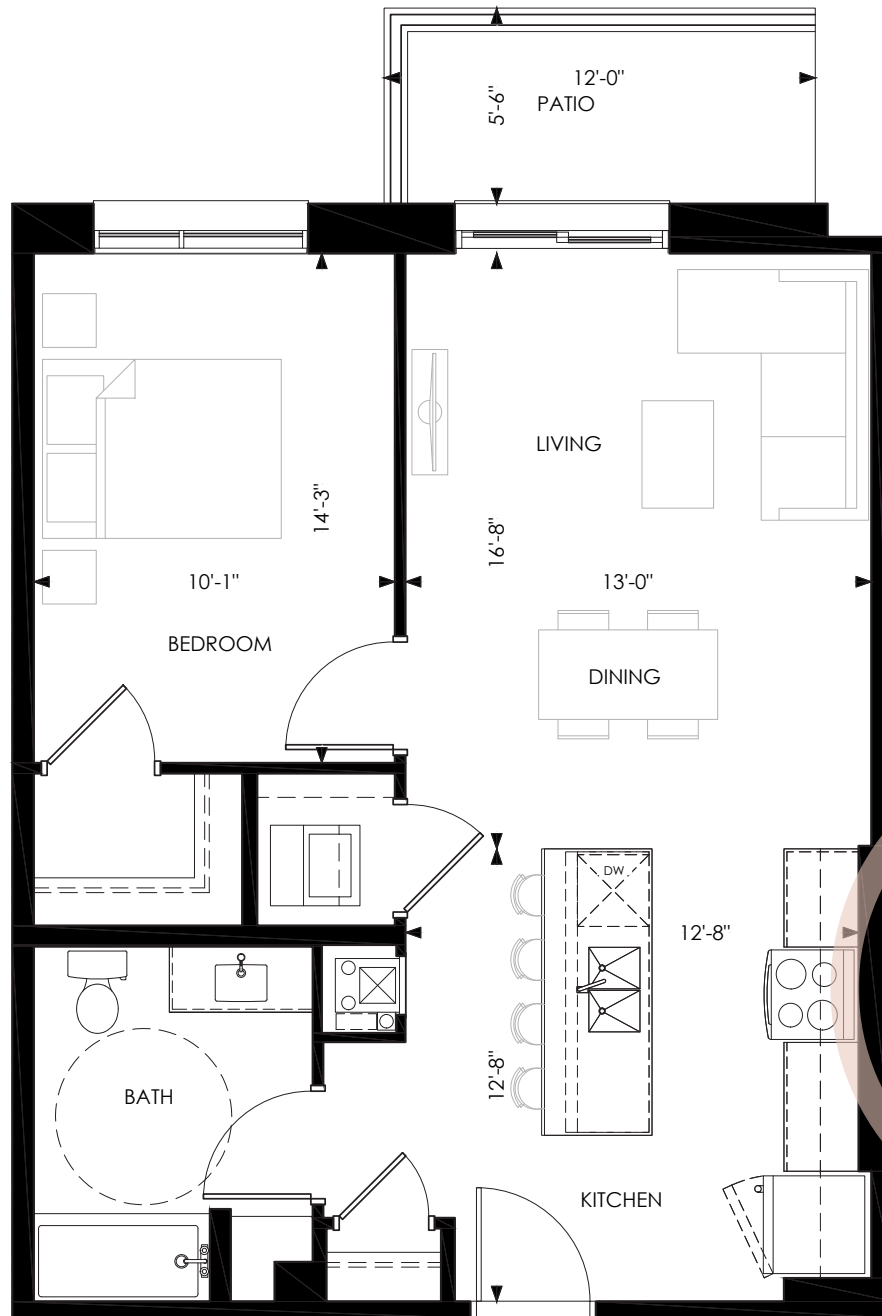 12'-0"
5'-6"
PATIO
LIVING
14'-3"
16'-8"
10'-1"
13'-0"
BEDROOM
DINING
DW
12'-8"
12'-8"
BATH
KITCHEN